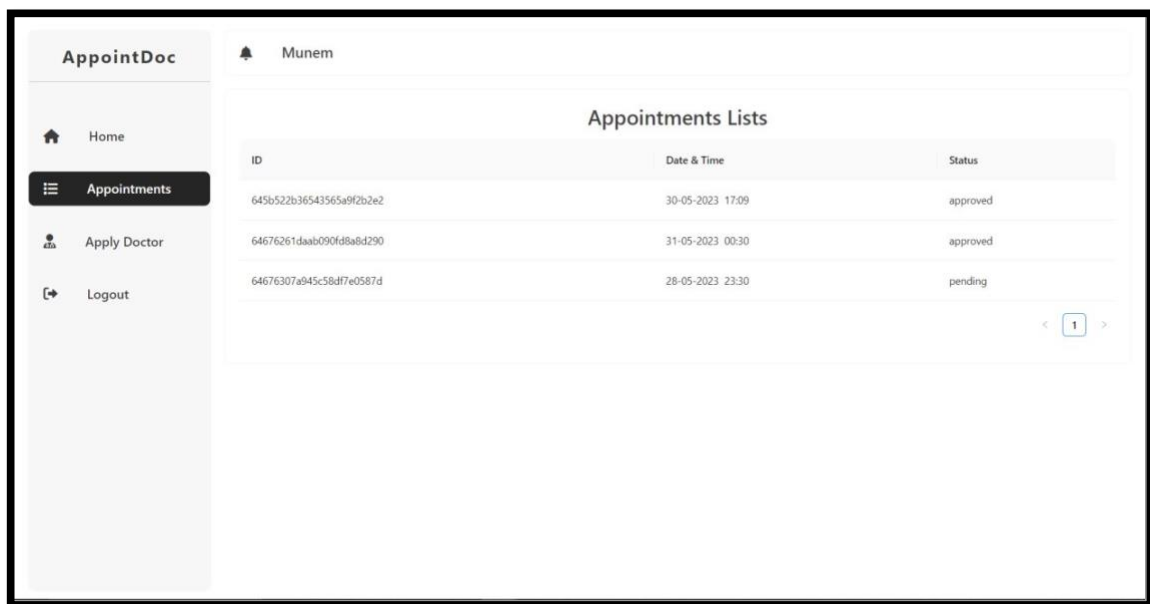 AppointDoc
Munem
Home
Appointments
Apply Doctor
Logout
Appointments Lists
ID Date & Time Status
645b522b36543565a9f2b2e2 30-05-2023 17:09 approved
64676261daab090fd8a8d290 31-05-2023 00:30 approved
64676307a945c58df7e0587d 28-05-2023 23:30 pending
< 1 >